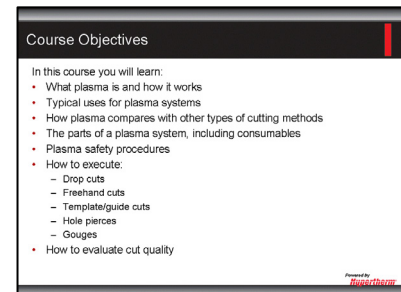 Course Objectives
In this course you will learn:
• What plasma is and how it works
• Typical uses for plasma systems
• How plasma compares with other types of cutting methods
• The parts of a plasma system, including consumables
• Plasma safety procedures
• How to execute:
– Drop cuts
– Freehand cuts
– Template/guide cuts
– Hole pierces
– Gouges
• How to evaluate cut quality
Powered by
Hypertherm